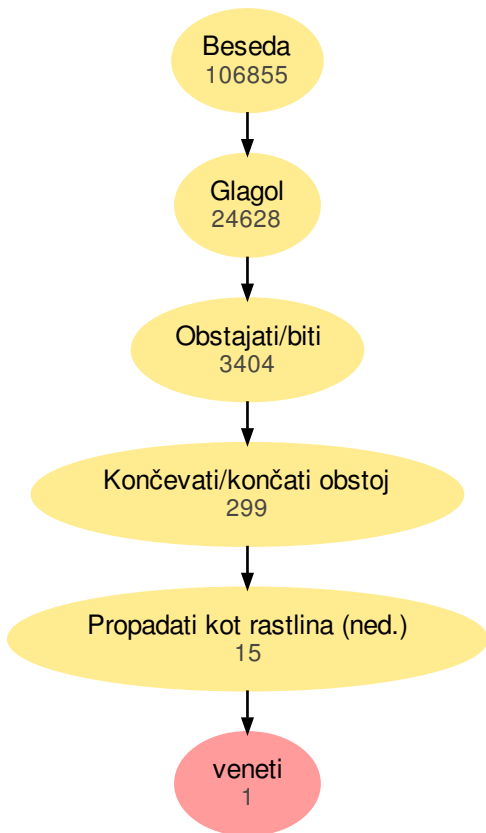 Beseda
106855
Glagol
24628
Obstajati/biti
3404
Končevati/končati obstoj
299
Propadati kot rastlina (ned.)
15
veneti
1